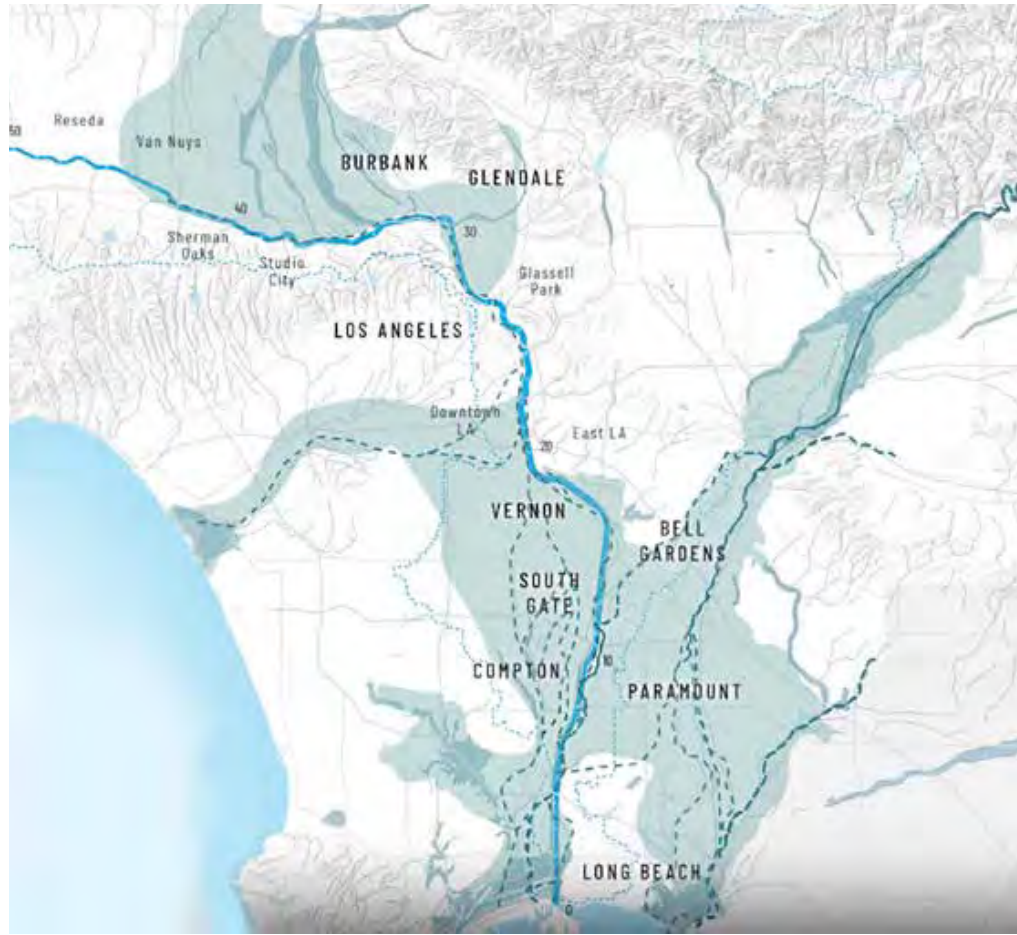 Reseda
50
Van Nuys
BURBANK
GLENDALE
40
30
Sherman
Oaks
Studio
City
Glassell
Park
LOS ANGELES
Downtown
LA
East LA
20
VERNON
BELL
GARDENS
SOUTH
GATE
10
COMPTON
PARAMOUNT
LONG BEACH
0